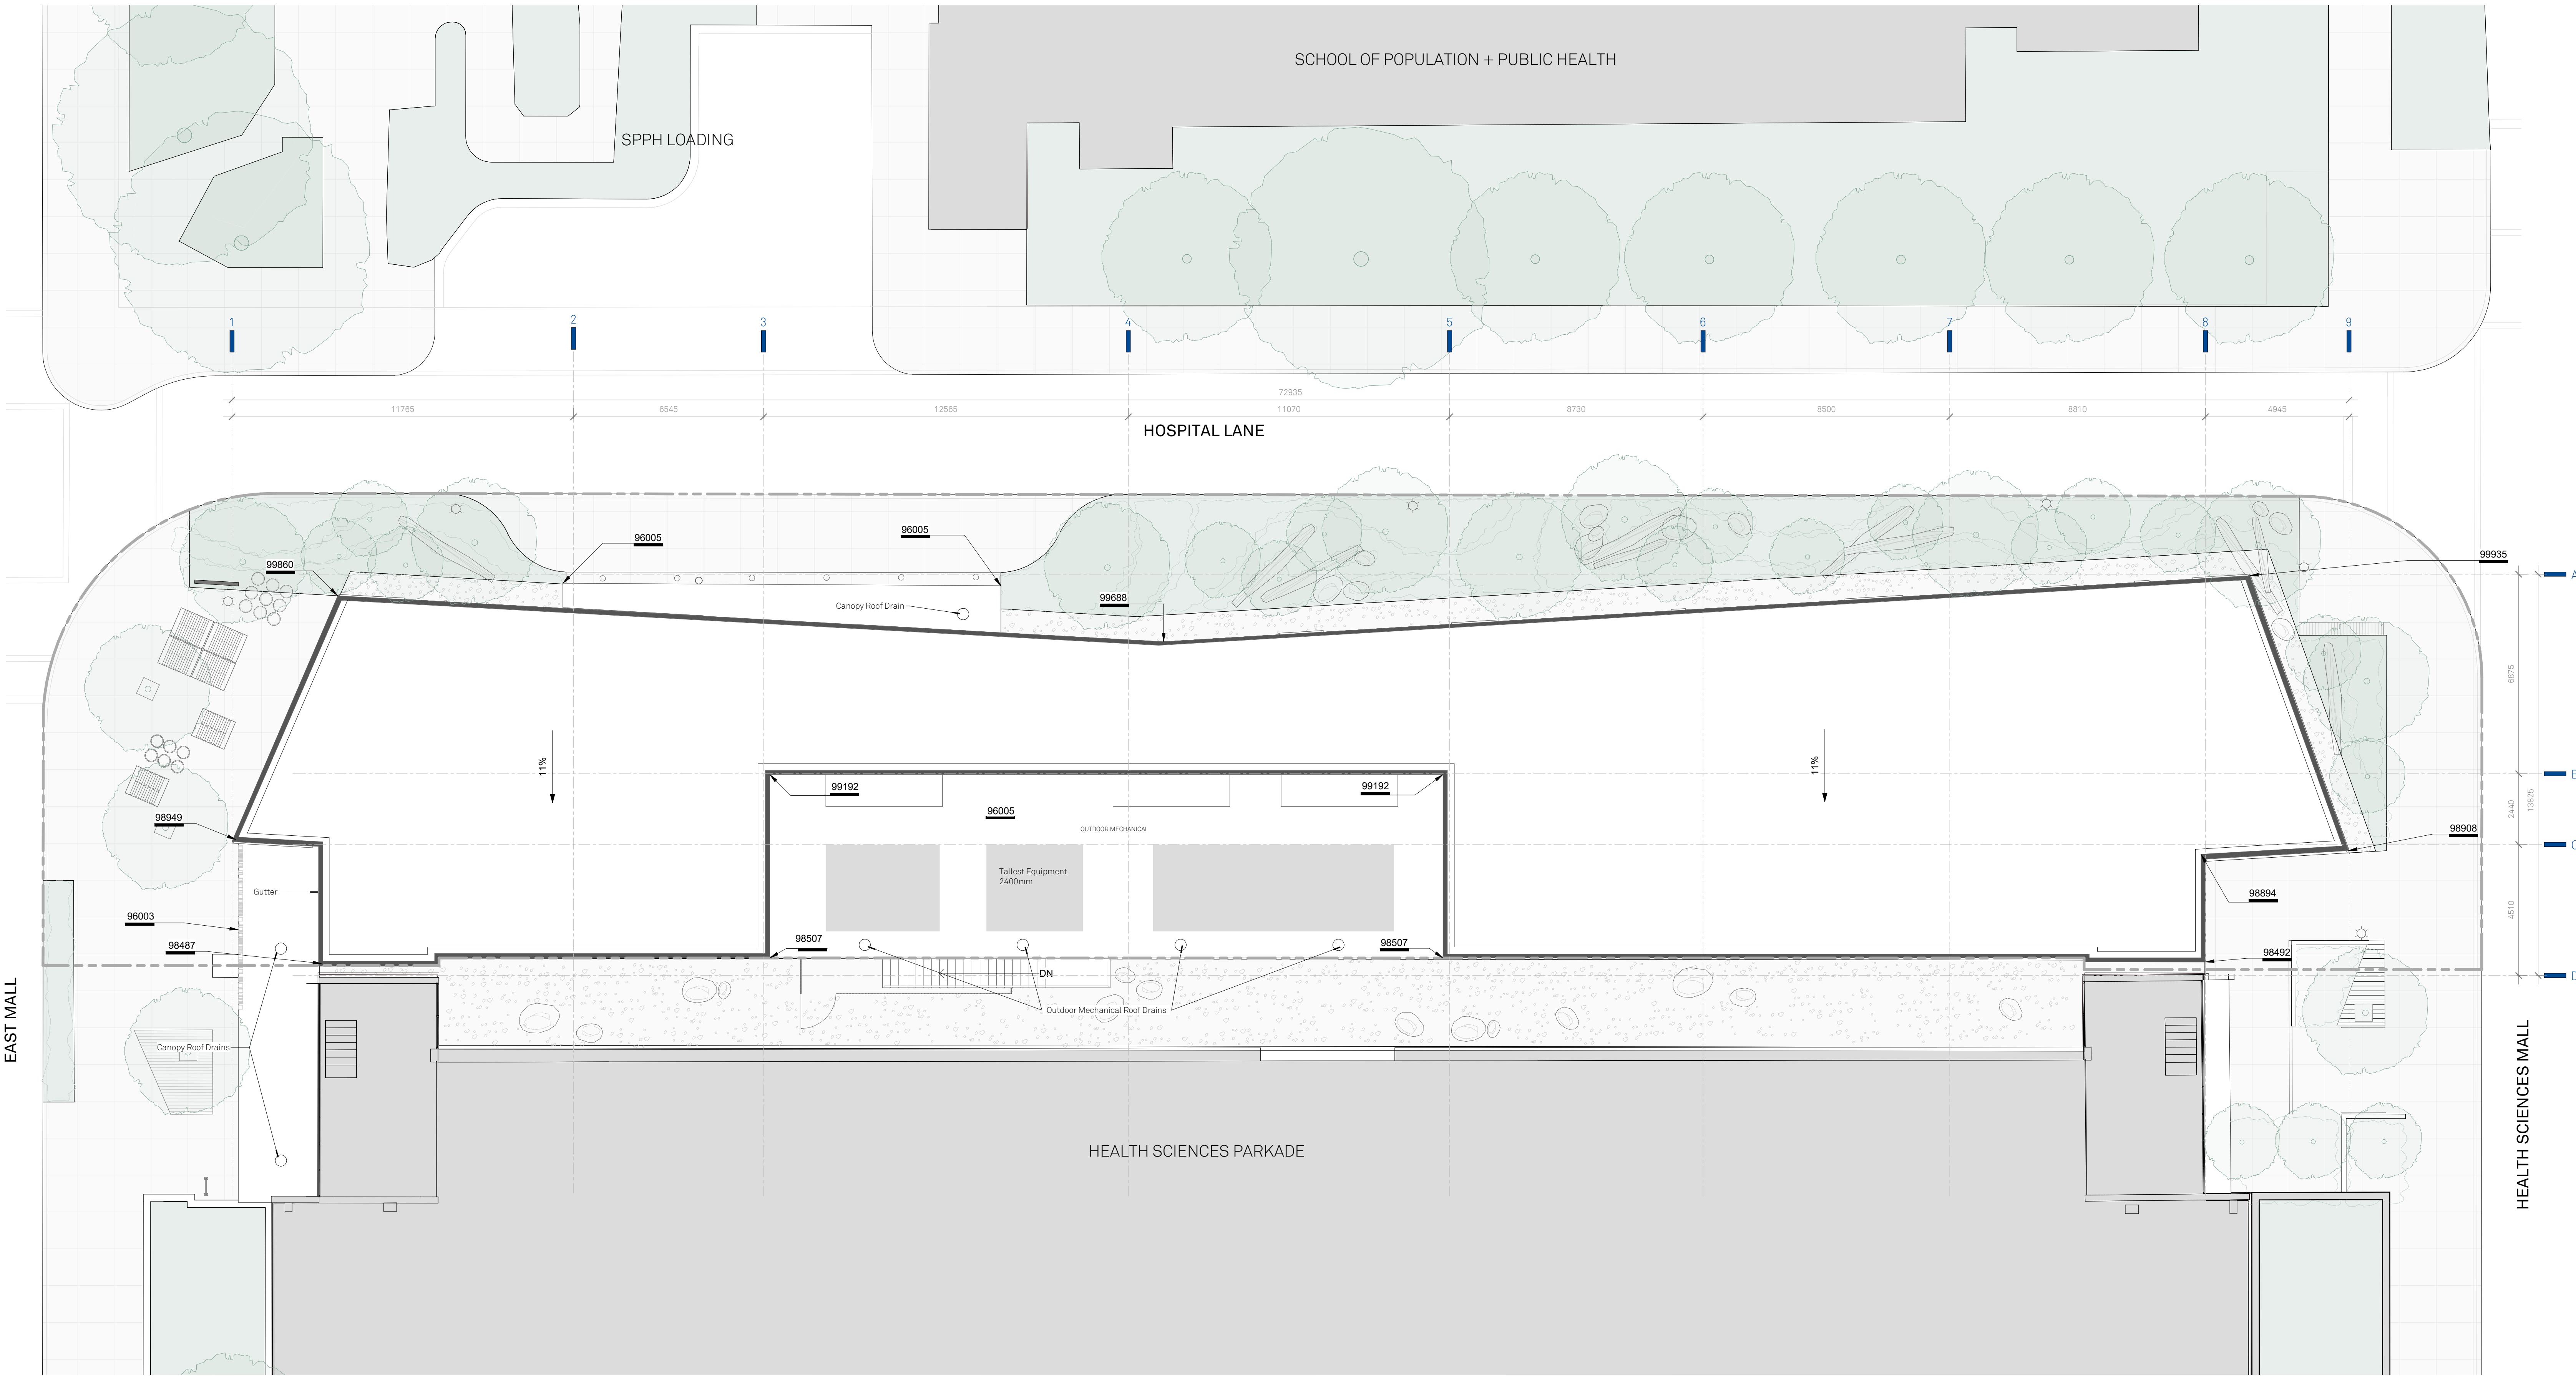 SCHOOL OF POPULATION + PUBLIC HEALTH
SPPH LOADING
1
2
3
4
5
6
7
8
9
72935
11765
6545
12565
11070
8730
8500
8810
4945
HOSPITAL LANE
96005
96005
99860
99688
99935
Canopy Roof Drain
A
6875
11%
11%
B
99192
99192
96005
2440
13825
98949
OUTDOOR MECHANICAL
98908
C
Tallest Equipment
2400mm
Gutter
98894
4510
96003
98487
98507
98507
98492
DN
D
Outdoor Mechanical Roof Drains
EAST MALL
Canopy Roof Drains
HEALTH SCIENCES MALL
HEALTH SCIENCES PARKADE